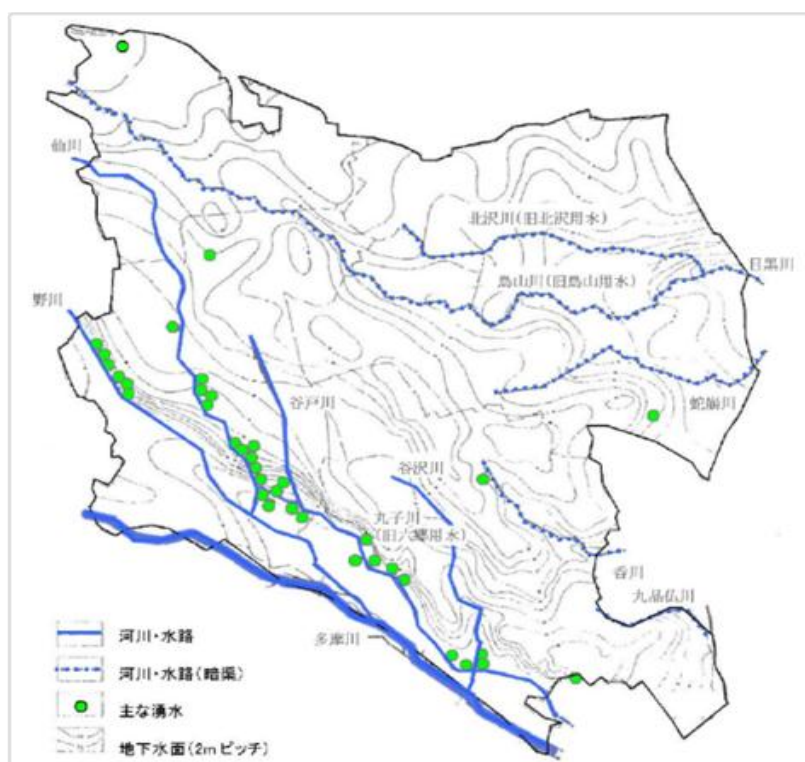 仙川
北沢川(旧北沢用水)
目黒川
烏山川(旧烏山用水)
野川
谷戸川
蛇崩川
谷沢川
丸子川
(旧六郷用水)
呑川
九品仏川
多摩川
河川・水路
河川・水路(暗渠)
主な湧水
地下水面(2mピッチ)